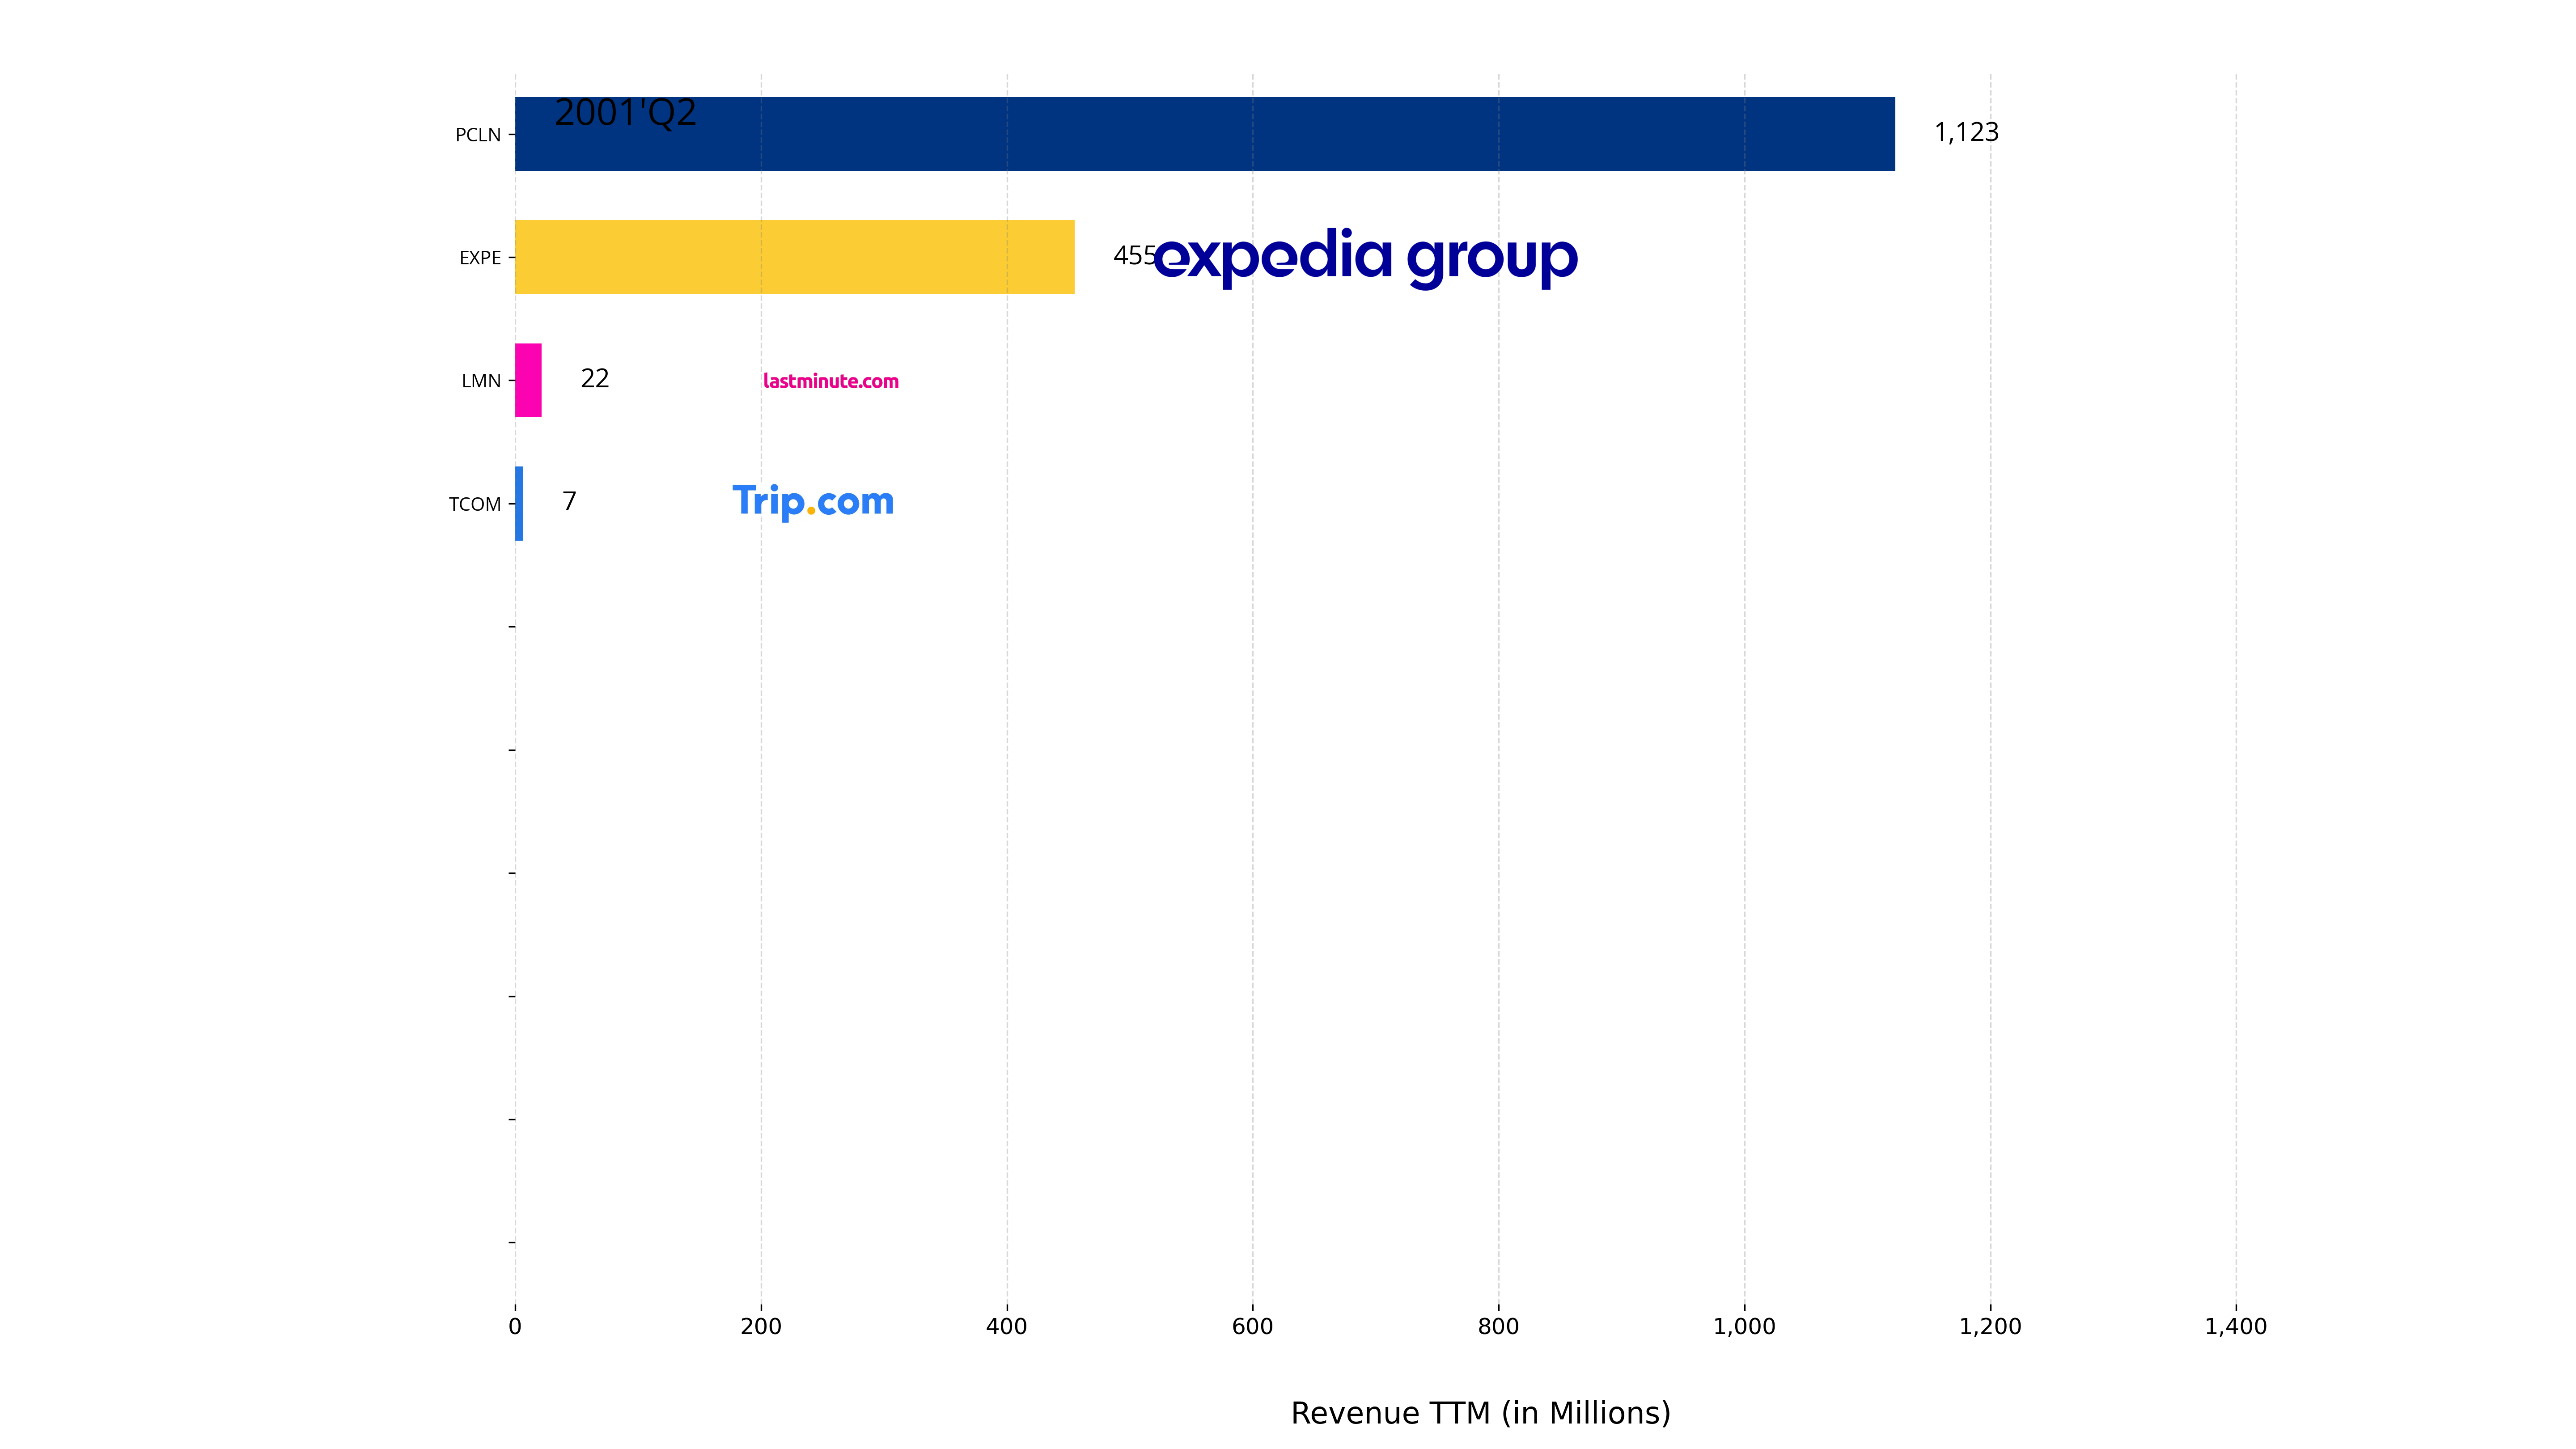 2001'Q2
PCLN 1,123
EXPE 455 expedia group
LMN 22 lastminute.com
TCOM 7 Trip.com
0 200 400 600 800 1,000 1,200 1,400
Revenue TTM (in Millions)